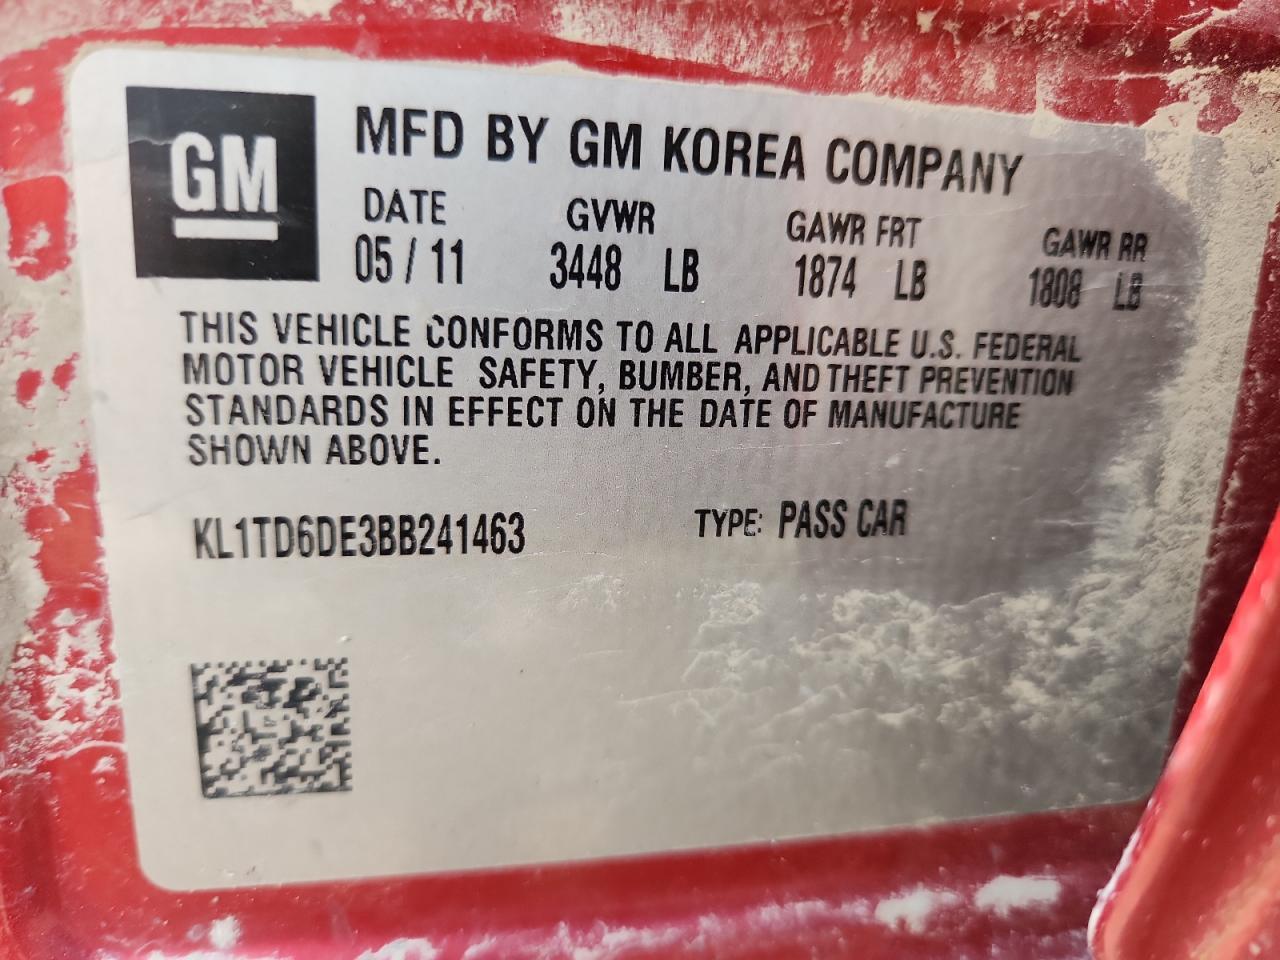 GM
MFD BY GM KOREA COMPANY
DATE GVWR GAWR FRT GAWR RR
05 / 11 3448 LB 1874 LB 1808 LB
THIS VEHICLE CONFORMS TO ALL APPLICABLE U.S. FEDERAL
MOTOR VEHICLE SAFETY, BUMBER, AND THEFT PREVENTION
STANDARDS IN EFFECT ON THE DATE OF MANUFACTURE
SHOWN ABOVE.
KL1TD6DE3BB241463 TYPE: PASS CAR